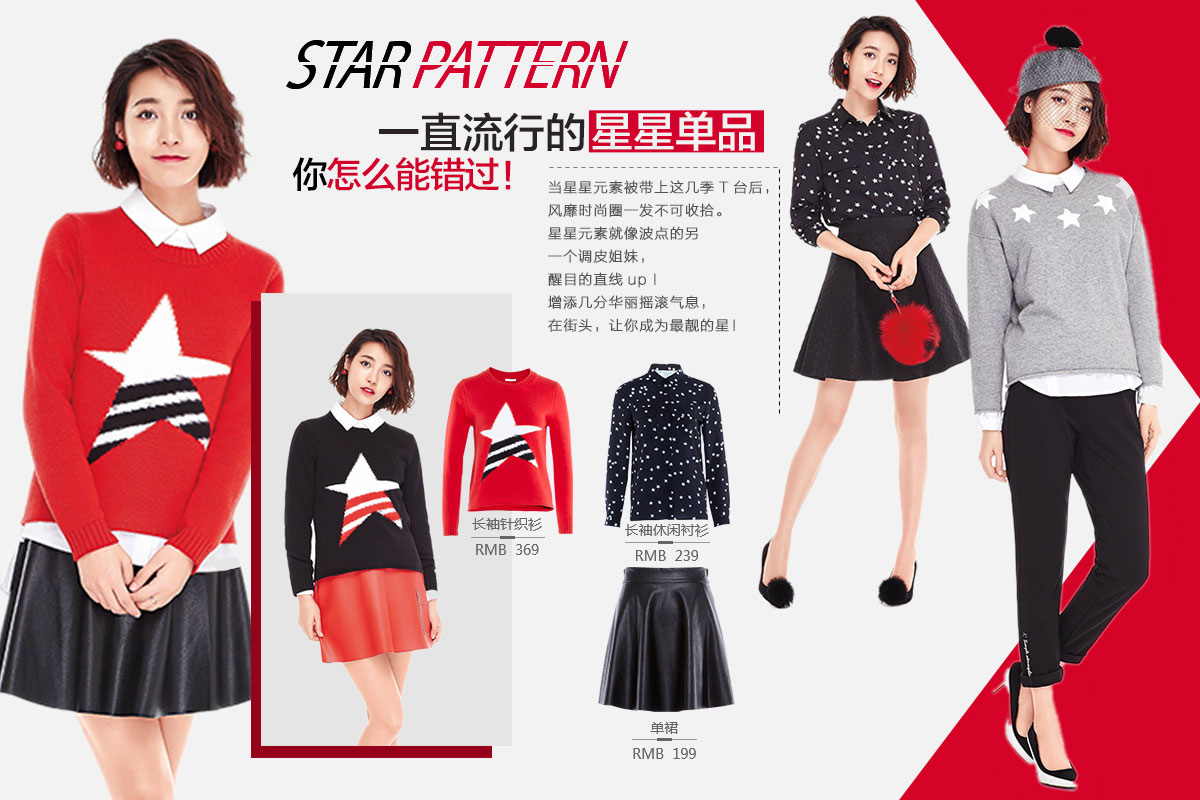 STAR PATTERN
一直流行的星星单品
你怎么能错过!
当星星元素被带上这几季 T 台后，
风靡时尚圈一发不可收拾。
星星元素就像波点的另
一个调皮姐妹，
醒目的直线 up !
增添几分华丽摇滚气息，
在街头，让你成为最靓的星!
长袖针织衫
RMB 369
长袖休闲衬衫
RMB 239
单裙
RMB 199